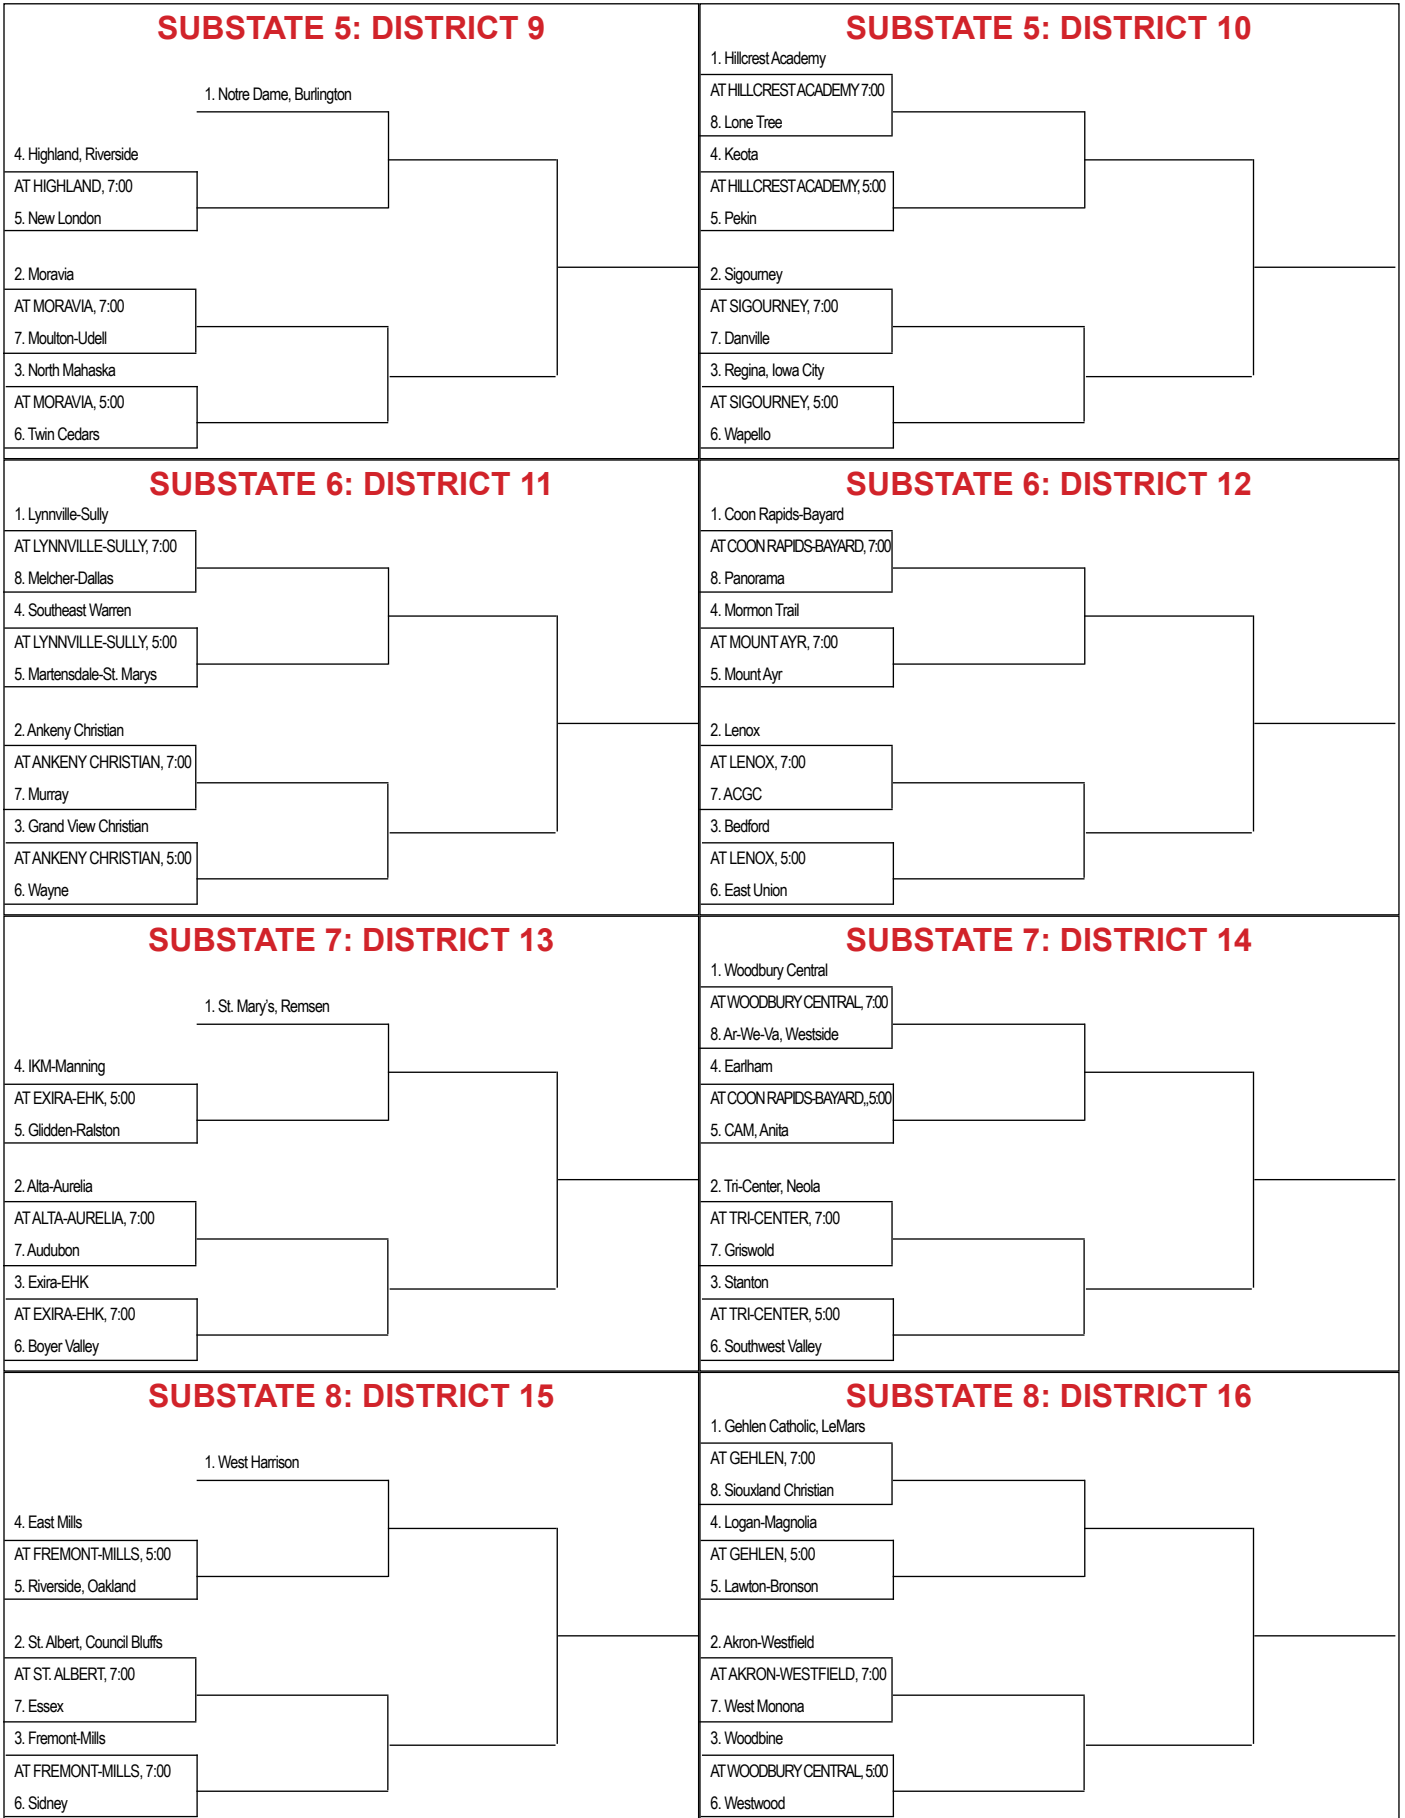 SUBSTATE 5: DISTRICT 9
1. Notre Dame, Burlington
4. Highland, Riverside
AT HIGHLAND, 7:00
5. New London
2. Moravia
AT MORAVIA, 7:00
7. Moulton-Udell
3. North Mahaska
AT MORAVIA, 5:00
6. Twin Cedars
SUBSTATE 5: DISTRICT 10
1. Hillcrest Academy
AT HILLCREST ACADEMY 7:00
8. Lone Tree
4. Keota
AT HILLCREST ACADEMY, 5:00
5. Pekin
2. Sigourney
AT SIGOURNEY, 7:00
7. Danville
3. Regina, Iowa City
AT SIGOURNEY, 5:00
6. Wapello
SUBSTATE 6: DISTRICT 11
1. Lynnville-Sully
AT LYNNVILLE-SULLY, 7:00
8. Melcher-Dallas
4. Southeast Warren
AT LYNNVILLE-SULLY, 5:00
5. Martensdale-St. Marys
2. Ankeny Christian
AT ANKENY CHRISTIAN, 7:00
7. Murray
3. Grand View Christian
AT ANKENY CHRISTIAN, 5:00
6. Wayne
SUBSTATE 6: DISTRICT 12
1. Coon Rapids-Bayard
AT COON RAPIDS-BAYARD, 7:00
8. Panorama
4. Mormon Trail
AT MOUNT AYR, 7:00
5. Mount Ayr
2. Lenox
AT LENOX, 7:00
7. ACGC
3. Bedford
AT LENOX, 5:00
6. East Union
SUBSTATE 7: DISTRICT 13
1. St. Mary's, Remsen
4. IKM-Manning
AT EXIRA-EHK, 5:00
5. Glidden-Ralston
2. Alta-Aurelia
AT ALTA-AURELIA, 7:00
7. Audubon
3. Exira-EHK
AT EXIRA-EHK, 7:00
6. Boyer Valley
SUBSTATE 7: DISTRICT 14
1. Woodbury Central
AT WOODBURY CENTRAL, 7:00
8. Ar-We-Va, Westside
4. Earlham
AT COON RAPIDS-BAYARD,,5:00
5. CAM, Anita
2. Tri-Center, Neola
AT TRI-CENTER, 7:00
7. Griswold
3. Stanton
AT TRI-CENTER, 5:00
6. Southwest Valley
SUBSTATE 8: DISTRICT 15
1. West Harrison
4. East Mills
AT FREMONT-MILLS, 5:00
5. Riverside, Oakland
2. St. Albert, Council Bluffs
AT ST. ALBERT, 7:00
7. Essex
3. Fremont-Mills
AT FREMONT-MILLS, 7:00
6. Sidney
SUBSTATE 8: DISTRICT 16
1. Gehlen Catholic, LeMars
AT GEHLEN, 7:00
8. Siouxland Christian
4. Logan-Magnolia
AT GEHLEN, 5:00
5. Lawton-Bronson
2. Akron-Westfield
AT AKRON-WESTFIELD, 7:00
7. West Monona
3. Woodbine
AT WOODBURY CENTRAL, 5:00
6. Westwood